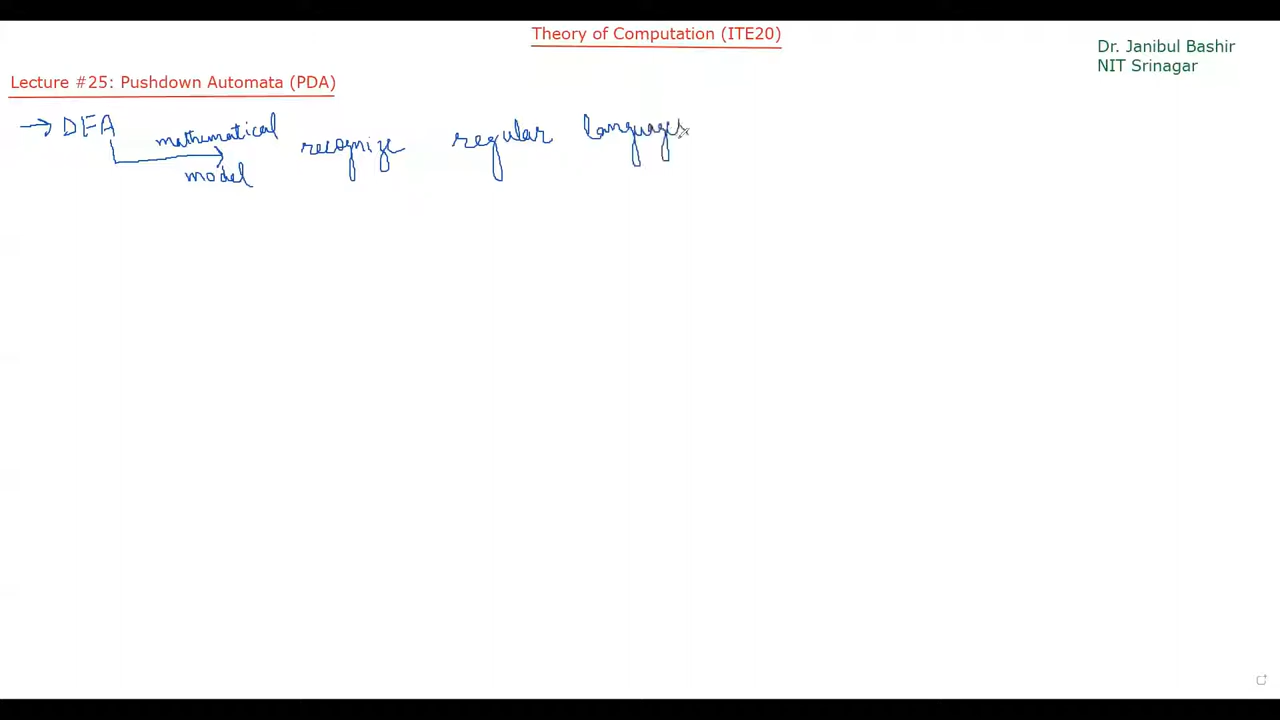 Theory of Computation (ITE20)
Dr. Janibul Bashir
NIT Srinagar
Lecture #25: Pushdown Automata (PDA)
→ DFA mathematical recognize regular languages
model